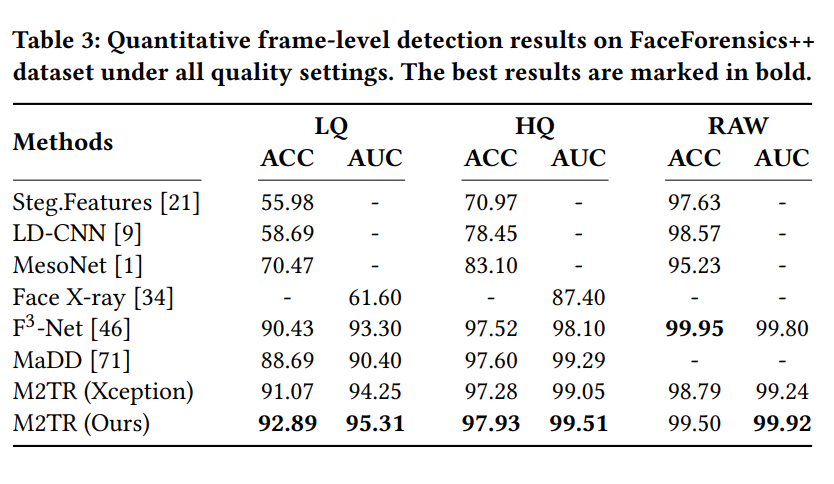 Table 3: Quantitative frame-level detection results on FaceForensics++
dataset under all quality settings. The best results are marked in bold.
Methods LQ HQ RAW
ACC AUC ACC AUC ACC AUC
Steg.Features [21] 55.98 - 70.97 - 97.63 -
LD-CNN [9] 58.69 - 78.45 - 98.57 -
MesoNet [1] 70.47 - 83.10 - 95.23 -
Face X-ray [34] - 61.60 - 87.40 - -
F³-Net [46] 90.43 93.30 97.52 98.10 99.95 99.80
MaDD [71] 88.69 90.40 97.60 99.29 - -
M2TR (Xception) 91.07 94.25 97.28 99.05 98.79 99.24
M2TR (Ours) 92.89 95.31 97.93 99.51 99.50 99.92